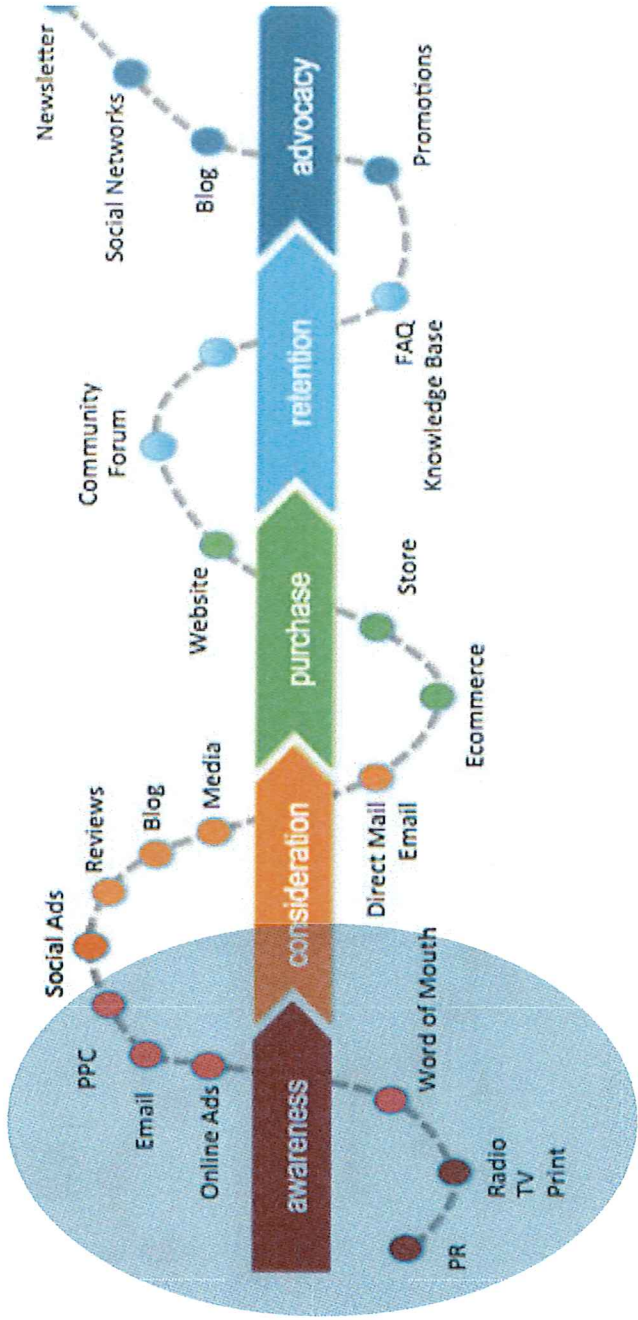 PR
Radio
TV
Print
Word of Mouth
awareness
Online Ads
Email
PPC
Social Ads
Reviews
Blog
Media
consideration
Direct Mail
Email
Ecommerce
Store
purchase
Website
Community
Forum
retention
FAQ
Knowledge Base
Promotions
advocacy
Blog
Social Networks
Newsletter